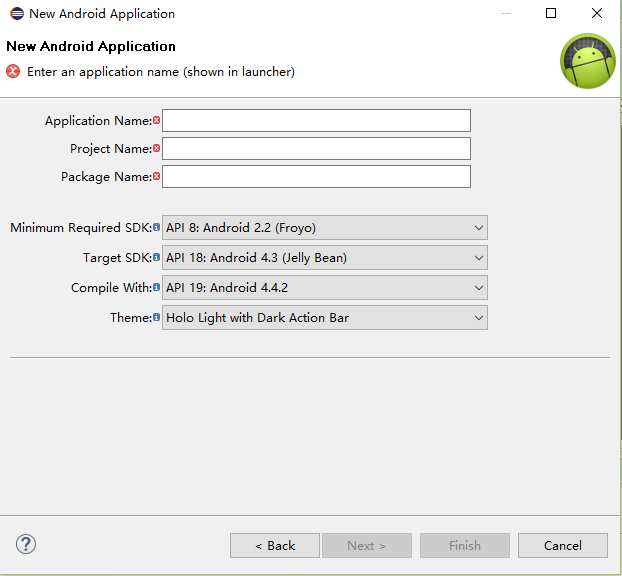 New Android Application
New Android Application
Enter an application name (shown in launcher)
Application Name:
Project Name:
Package Name:
Minimum Required SDK: API 8: Android 2.2 (Froyo)
Target SDK: API 18: Android 4.3 (Jelly Bean)
Compile With: API 19: Android 4.4.2
Theme: Holo Light with Dark Action Bar
? < Back Next > Finish Cancel